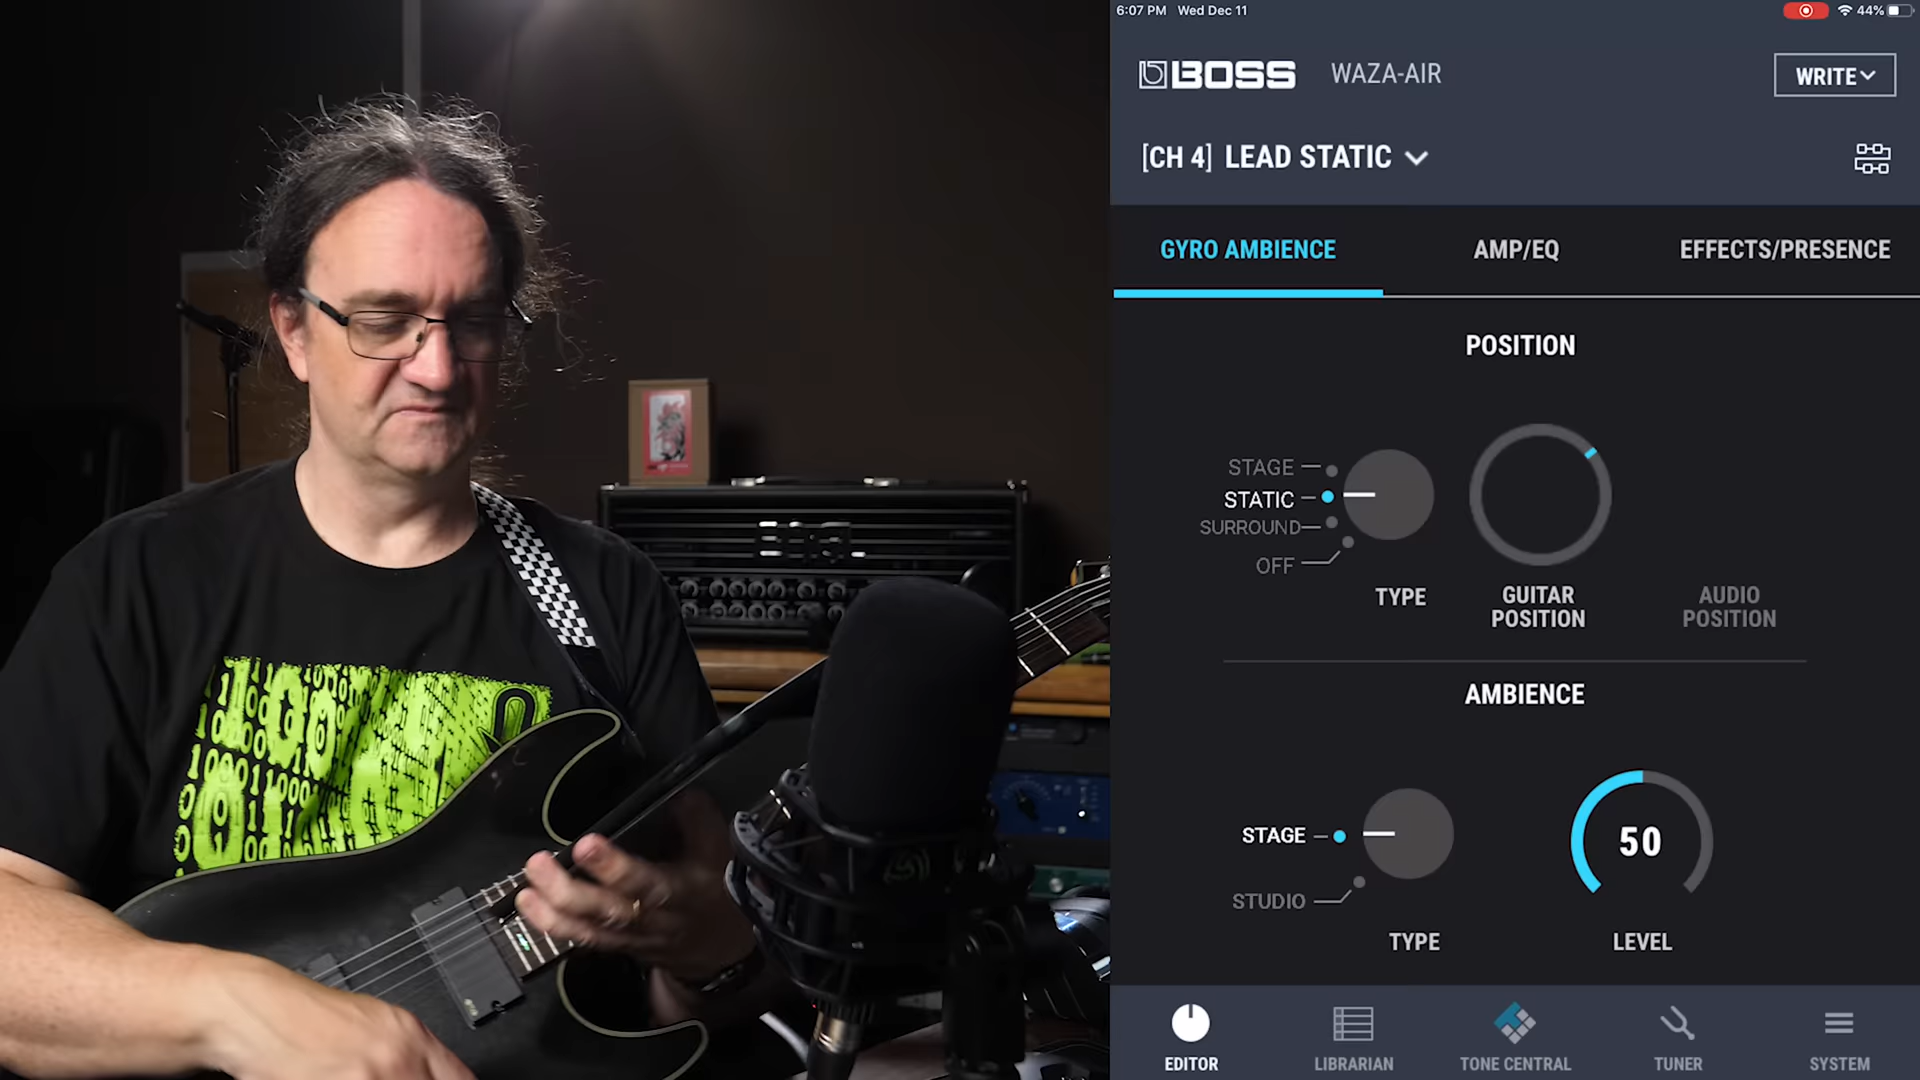 6:07 PM Wed Dec 11
44%
BOSS
WAZA-AIR
WRITE
[CH 4] LEAD STATIC
GYRO AMBIENCE
AMP/EQ
EFFECTS/PRESENCE
POSITION
STAGE
STATIC
SURROUND
OFF
TYPE
GUITAR
POSITION
AUDIO
POSITION
AMBIENCE
STAGE
STUDIO
TYPE
50
LEVEL
EDITOR
LIBRARIAN
TONE CENTRAL
TUNER
SYSTEM